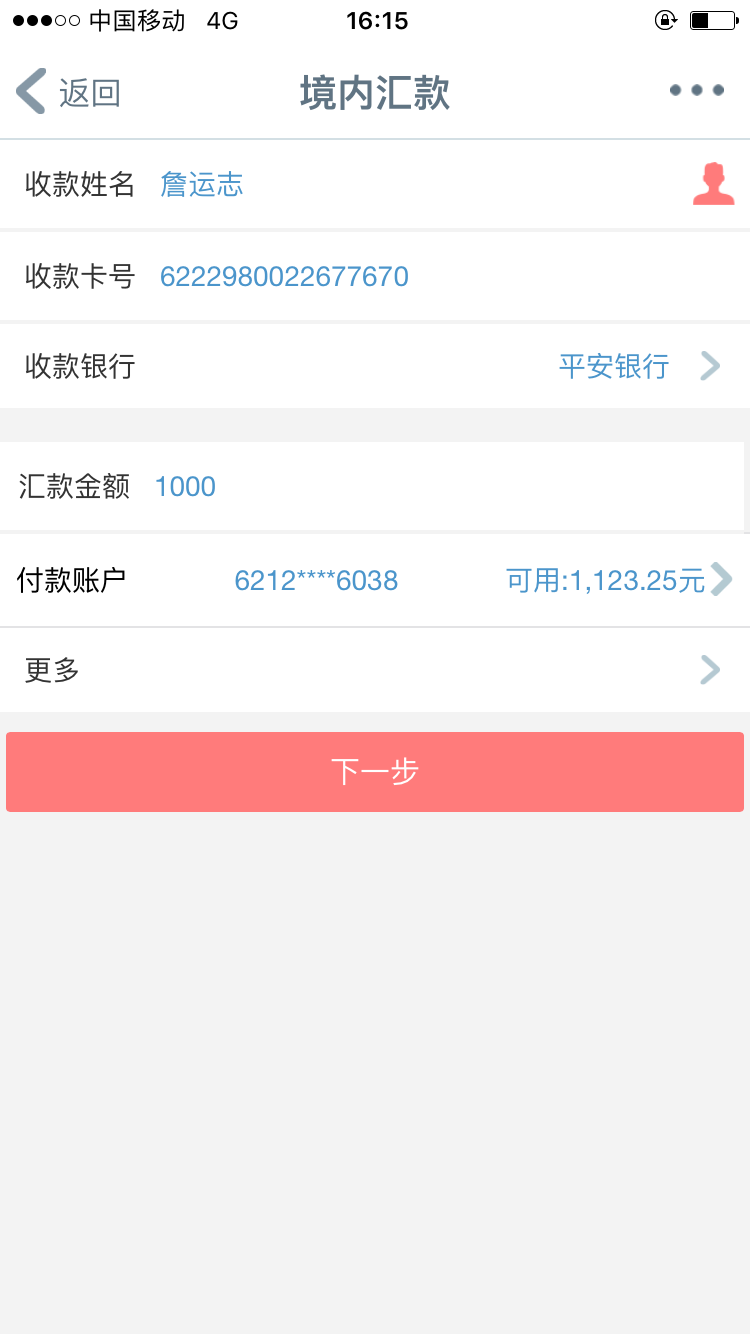 中国移动 4G 16:15
返回 境内汇款
收款姓名 詹运志
收款卡号 6222980022677670
收款银行 平安银行
汇款金额 1000
付款账户 6212****6038 可用:1,123.25元
更多
下一步